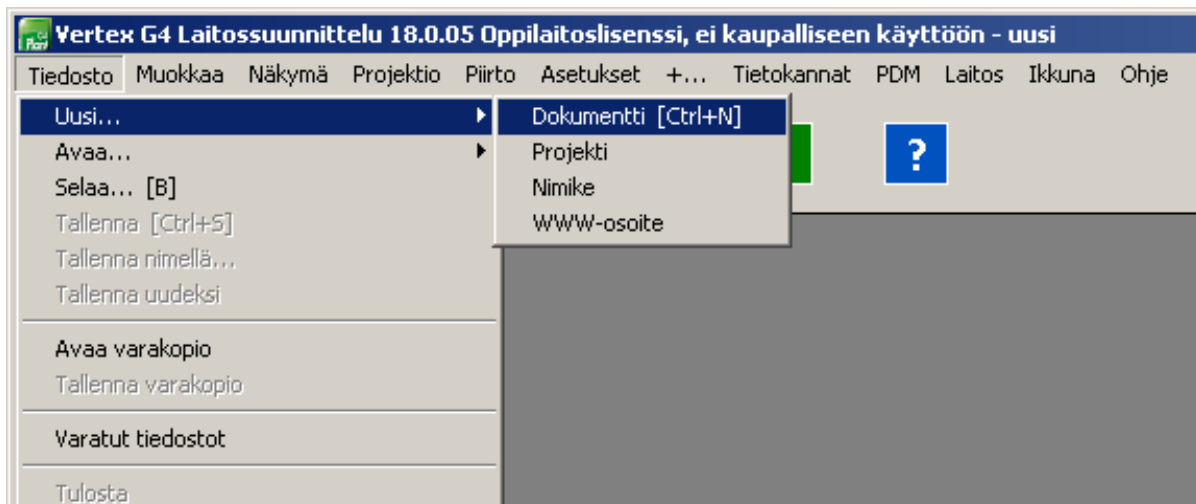 Vertex G4 Laitossuunnittelu 18.0.05 Oppilaitoslisenssi, ei kaupalliseen käyttöön - uusi
Tiedosto Muokkaa Näkymä Projektio Piirto Asetukset +... Tietokannat PDM Laitos Ikkuna Ohje
Uusi...
Avaa...
Selaa... [B]
Tallenna [Ctrl+S]
Tallenna nimellä...
Tallenna uudeksi
Avaa varakopio
Tallenna varakopio
Varatut tiedostot
Tulosta
Dokumentti [Ctrl+N]
Projekti
Nimike
WWW-osoite
?